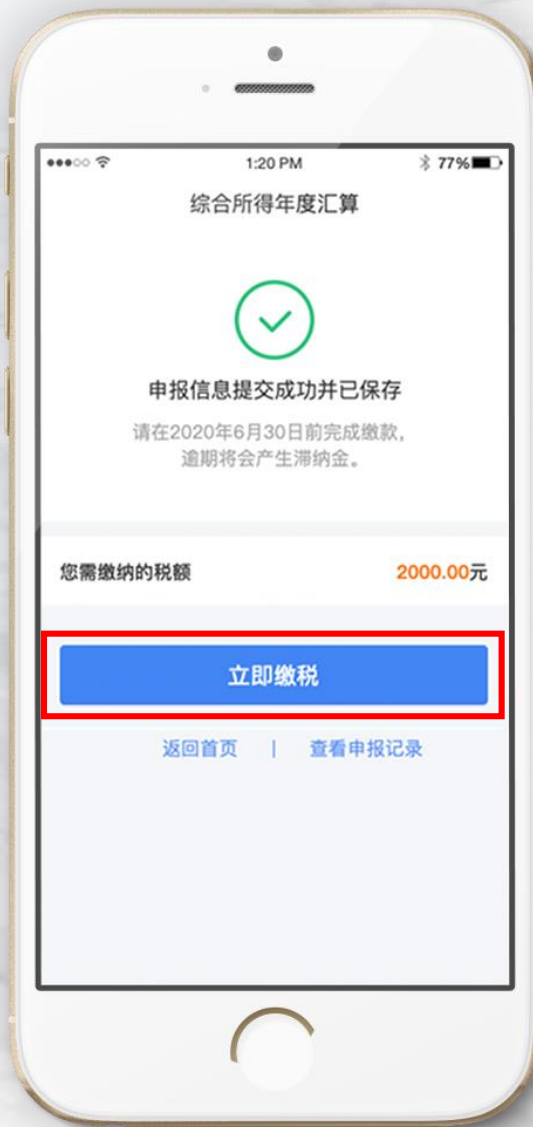 1:20 PM
77%
综合所得年度汇算
申报信息提交成功并已保存
请在2020年6月30日前完成缴款,
逾期将会产生滞纳金。
您需缴纳的税额
2000.00元
立即缴税
返回首页 | 查看申报记录